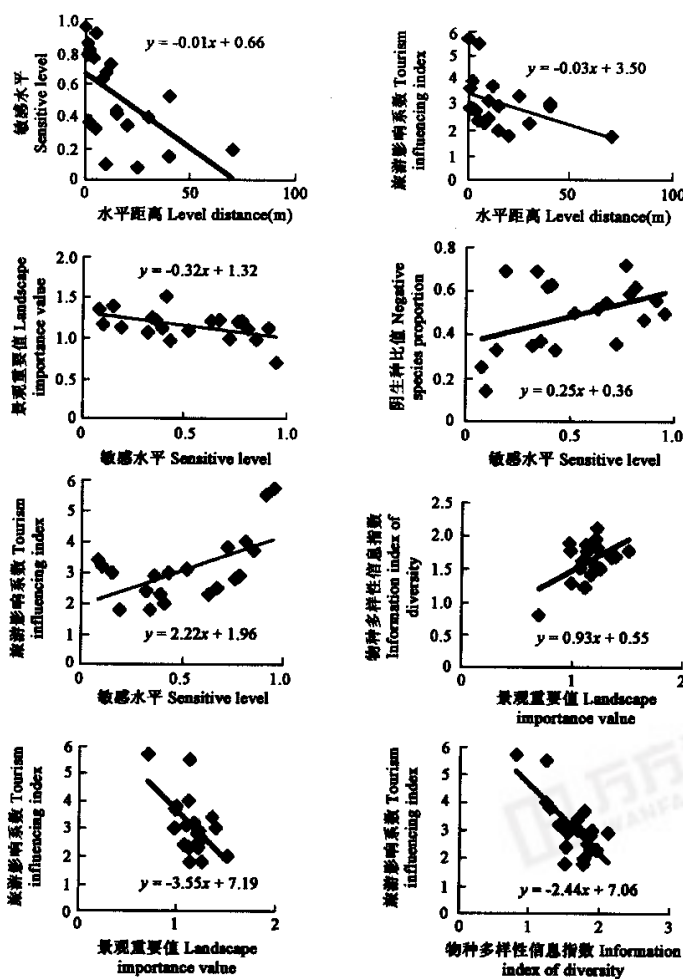 1.0
0.8
0.6
0.4
0.2
0
敏感水平
Sensitive level
y = -0.01x + 0.66
0
50
100
水平距离 Level distance(m)
6
5
4
3
2
1
0
旅游影响系数 Tourism
influencing index
y = -0.03x + 3.50
0
50
100
水平距离 Level distance(m)
2.0
1.5
1.0
0.5
0.0
景观重要值 Landscape
importance value
y = -0.32x + 1.32
0
0.5
1.0
敏感水平 Sensitive level
0.8
0.6
0.4
0.2
0
阴生种比值 Negative
species proportion
y = 0.25x + 0.36
0
0.5
1.0
敏感水平 Sensitive level
6
5
4
3
2
1
0
旅游影响系数 Tourism
influencing index
y = 2.22x + 1.96
0
0.5
1.0
敏感水平 Sensitive level
2.5
2.0
1.5
1.0
0.5
0.0
物种多样性信息指数
Information index of
diversity
y = 0.93x + 0.55
0
1
2
景观重要值 Landscape
importance value
6
5
4
3
2
1
0
旅游影响系数 Tourism
influencing index
y = -3.55x + 7.19
0
1
2
景观重要值 Landscape
importance value
6
5
4
3
2
1
0
旅游影响系数 Tourism
influencing index
y = -2.44x + 7.06
0
1
2
3
物种多样性信息指数 Information
index of diversity